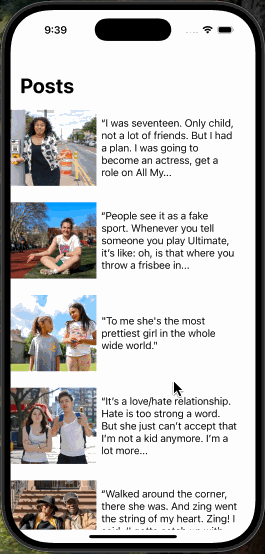 9:39
Posts
“I was seventeen. Only child,
not a lot of friends. But I had
a plan. I was going to
become an actress, get a
role on All My...
“People see it as a fake
sport. Whenever you tell
someone you play Ultimate,
it’s like: oh, is that where you
throw a frisbee in...
"To me she's the most
prettiest girl in the whole
wide world."
“It’s a love/hate relationship.
Hate is too strong a word.
But she just can’t accept that
I’m not a kid anymore. I’m a
lot more...
“Walked around the corner,
there she was. And zing went
the string of my heart. Zing! I
said, I' gotta catch up with